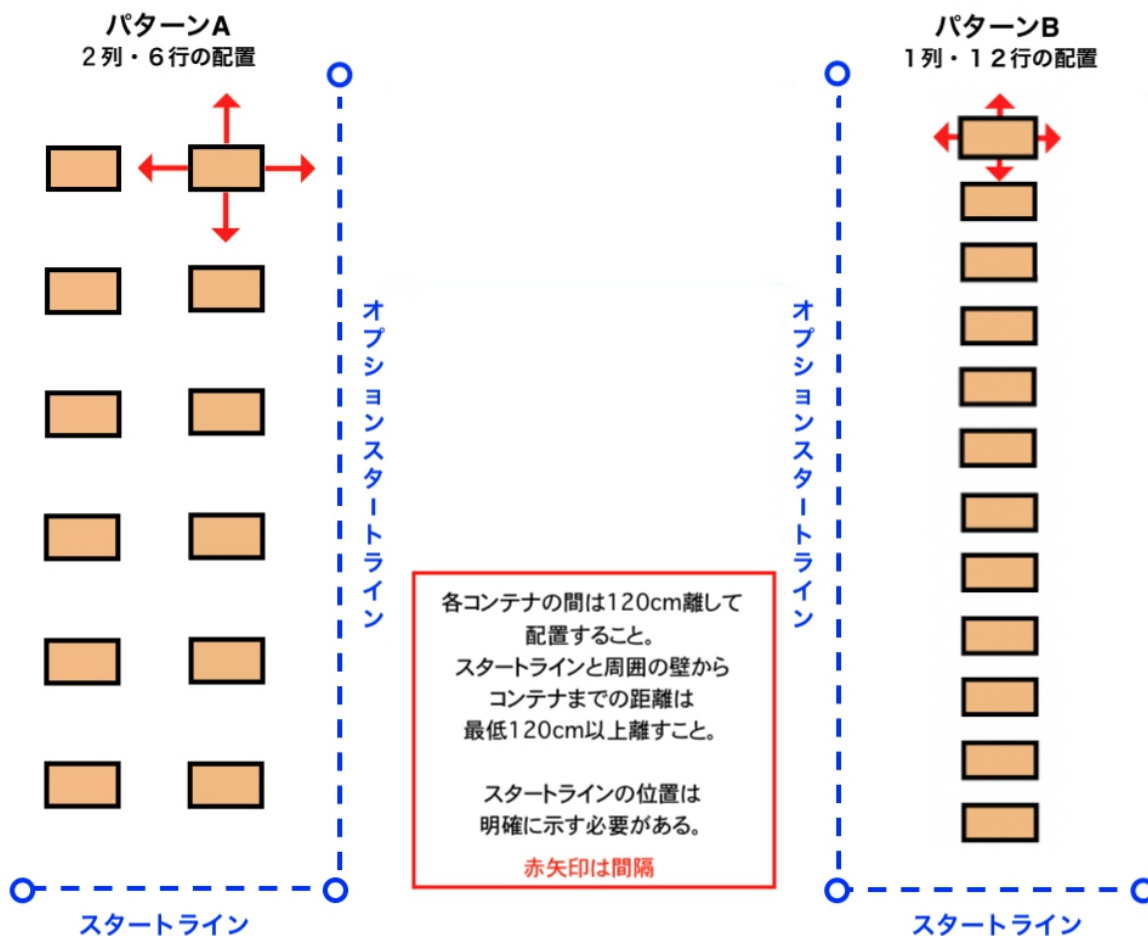 パターンA
2列・6行の配置
パターンB
1列・12行の配置
オプションスタートライン
オプションスタートライン
各コンテナの間は120cm離して
配置すること。
スタートラインと周囲の壁から
コンテナまでの距離は
最低120cm以上離すこと。
スタートラインの位置は
明確に示す必要がある。
赤矢印は間隔
スタートライン
スタートライン